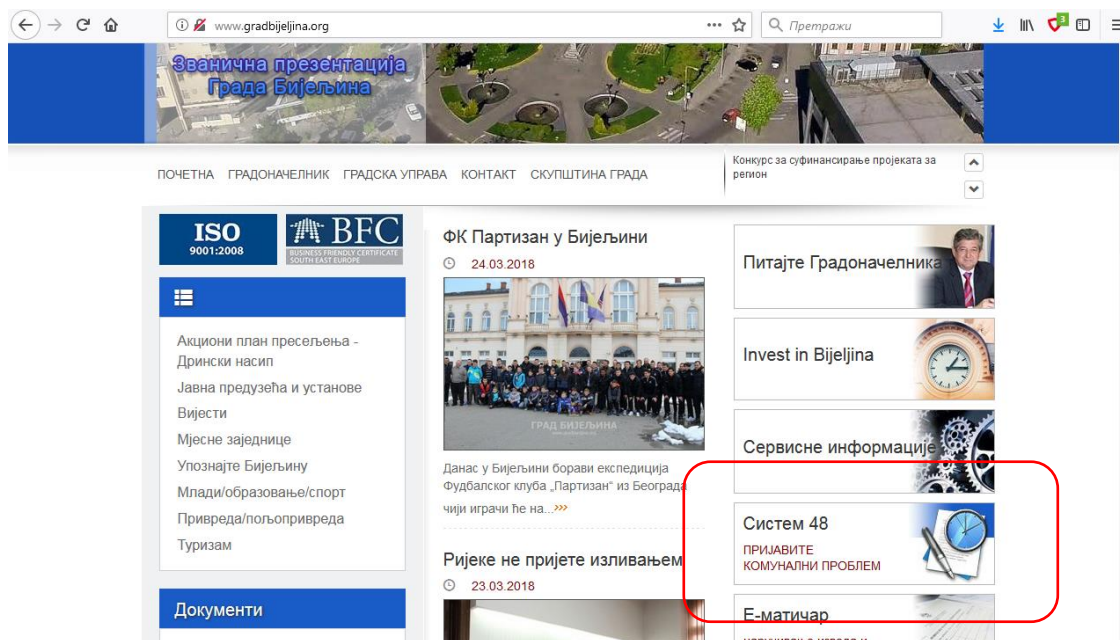 www.gradbijeljina.org
Претражи
3
Званична презентација
Града Бијељина
ПОЧЕТНА ГРАДОНАЧЕЛНИК ГРАДСКА УПРАВА КОНТАКТ СКУПШТИНА ГРАДА
Конкурс за суфинансирање пројеката за
регион
ISO
9001:2008
BFC
BUSINESS FRIENDLY CERTIFICATE
SOUTH EAST EUROPE
Акциони план пресељења -
Дрински насип
Јавна предузећа и установе
Вијести
Мјесне заједнице
Упознајте Бијељину
Млади/образовање/спорт
Привреда/пољопривреда
Туризам
Документи
ФК Партизан у Бијељини
24.03.2018
ГРАД БИЈЕЉИНА
Данас у Бијељини борави експедиција
Фудбалског клуба „Партизан“ из Београда
чији играчи ће на...»»
Ријеке не пријете изливањем
23.03.2018
Питајте Градоначелника
Invest in Bijeljina
Сервисне информације
Систем 48
ПРИЈАВИТЕ
КОМУНАЛНИ ПРОБЛЕМ
Е-матичар